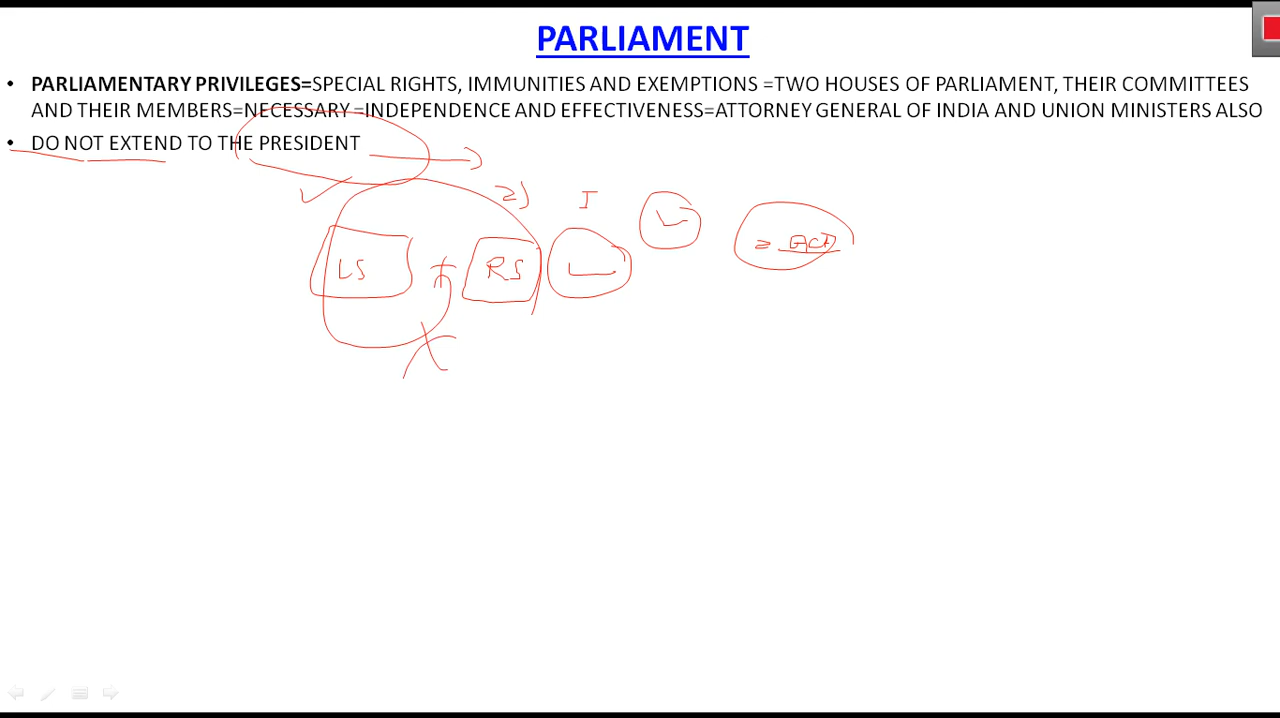 PARLIAMENT
• PARLIAMENTARY PRIVILEGES=SPECIAL RIGHTS, IMMUNITIES AND EXEMPTIONS =TWO HOUSES OF PARLIAMENT, THEIR COMMITTEES
AND THEIR MEMBERS=NECESSARY =INDEPENDENCE AND EFFECTIVENESS=ATTORNEY GENERAL OF INDIA AND UNION MINISTERS ALSO
• DO NOT EXTEND TO THE PRESIDENT
2) I
LS RS